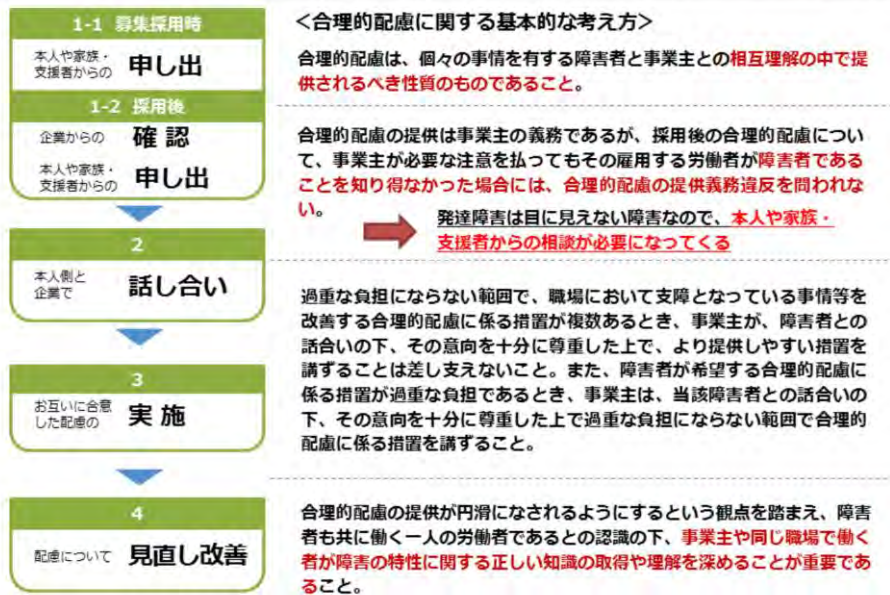 1-1 募集採用時
本人や家族・
支援者からの 申し出
1-2 採用後
企業からの 確認
本人や家族・
支援者からの 申し出
2
本人側と
企業で 話し合い
3
お互いに合意
した配慮の 実施
4
配慮について 見直し改善
＜合理的配慮に関する基本的な考え方＞
合理的配慮は、個々の事情を有する障害者と事業主との相互理解の中で提
供されるべき性質のものであること。
合理的配慮の提供は事業主の義務であるが、採用後の合理的配慮につい
て、事業主が必要な注意を払ってもその雇用する労働者が障害者である
ことを知り得なかった場合には、合理的配慮の提供義務違反を問われな
い。
発達障害は目に見えない障害なので、本人や家族・
支援者からの相談が必要になってくる
過重な負担にならない範囲で、職場において支障となっている事情等を
改善する合理的配慮に係る措置が複数あるとき、事業主が、障害者との
話合いの下、その意向を十分に尊重した上で、より提供しやすい措置を
講ずることは差し支えないこと。また、障害者が希望する合理的配慮に
係る措置が過重な負担であるとき、事業主は、当該障害者との話合いの
下、その意向を十分に尊重した上で過重な負担にならない範囲で合理的
配慮に係る措置を講ずること。
合理的配慮の提供が円滑になされるようにするという観点を踏まえ、障害
者も共に働く一人の労働者であるとの認識の下、事業主や同じ職場で働く
者が障害の特性に関する正しい知識の取得や理解を深めることが重要であ
ること。